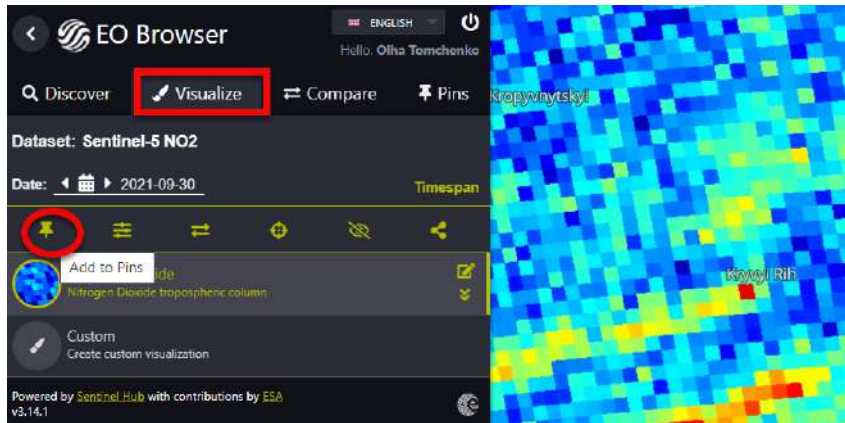 EO Browser
ENGLISH
Hello, Olha Tomchenko
Discover
Visualize
Compare
Pins
Dataset: Sentinel-5 NO2
Date: 2021-09-30
Timespan
Add to Pins
Nitrogen Dioxide tropospheric column
Custom
Create custom visualization
Powered by Sentinel Hub with contributions by ESA
v3.14.1
Kropyvnytskyi
Kryvyi Rih